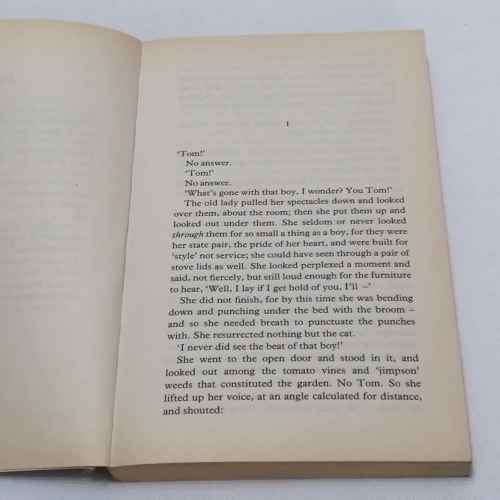 1
‘Tom!’
No answer.
‘Tom!’
No answer.
‘What's gone with that boy, I wonder? You Tom!’
The old lady pulled her spectacles down and looked
over them, about the room; then she put them up and
looked out under them. She seldom or never looked
through them for so small a thing as a boy, for they were
her state pair, the pride of her heart, and were built for
‘style’ not service; she could have seen through a pair of
stove lids as well. She looked perplexed a moment and
said, not fiercely, but still loud enough for the furniture
to hear, ‘Well, I lay if I get hold of you, I'll –’
She did not finish, for by this time she was bending
down and punching under the bed with the broom –
and so she needed breath to punctuate the punches
with. She resurrected nothing but the cat.
‘I never did see the beat of that boy!’
She went to the open door and stood in it, and
looked out among the tomato vines and ‘jimpson’
weeds that constituted the garden. No Tom. So she
lifted up her voice, at an angle calculated for distance,
and shouted: